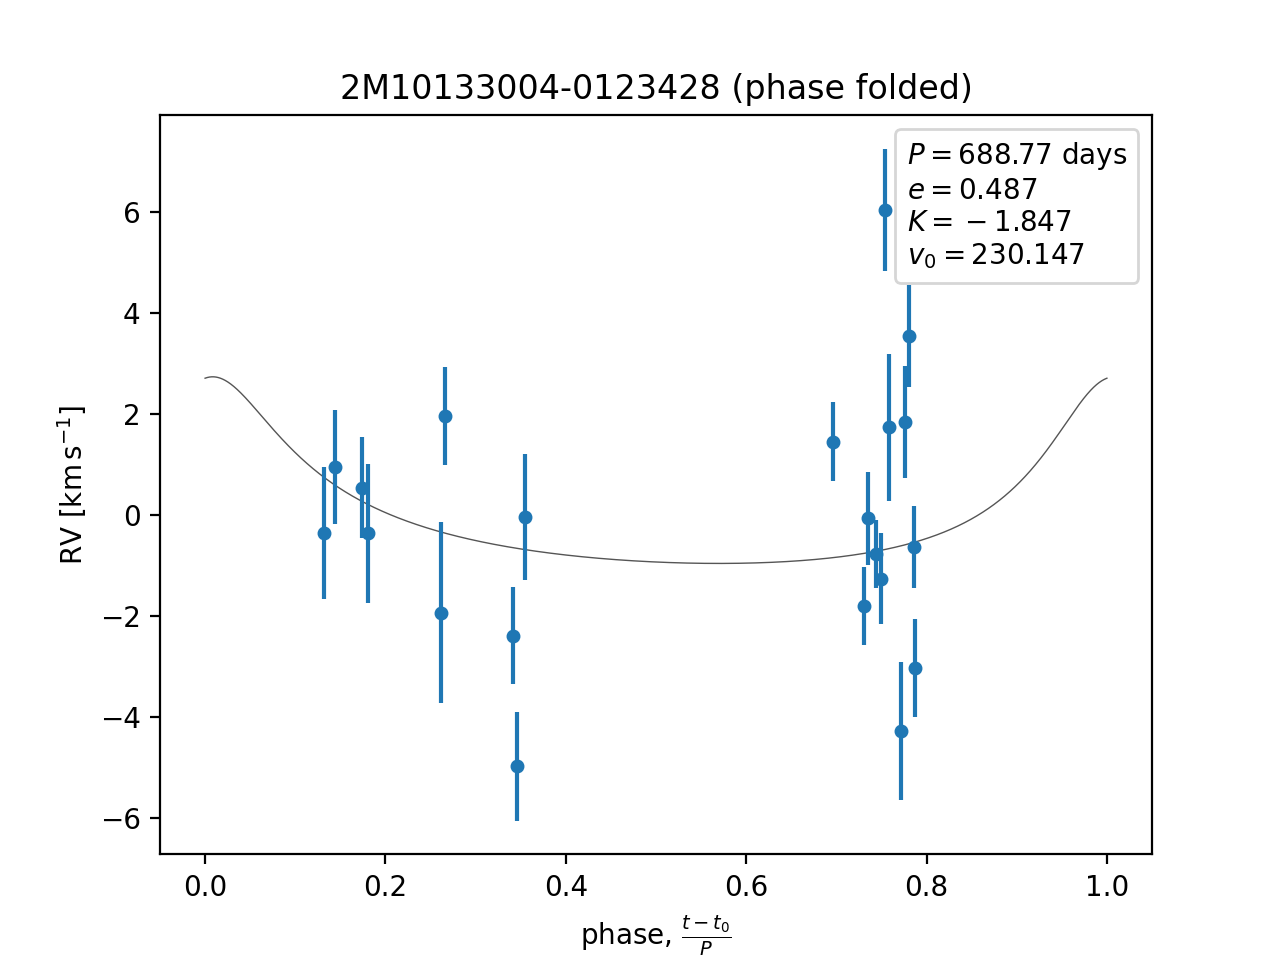 2M10133004-0123428 (phase folded)
P = 688.77 days
e = 0.487
K = −1.847
v₀ = 230.147
RV [km s⁻¹]
6
4
2
0
−2
−4
−6
0.0 0.2 0.4 0.6 0.8 1.0
phase, (t − t₀)/P